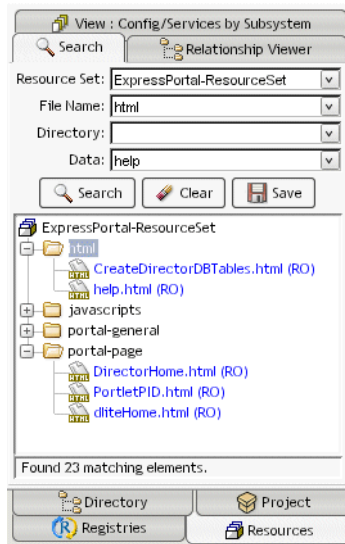 View : Config/Services by Subsystem
Search Relationship Viewer
Resource Set: ExpressPortal-ResourceSet
File Name: html
Directory:
Data: help
Search Clear Save
ExpressPortal-ResourceSet
html
CreateDirectorDBTables.html (RO)
help.html (RO)
javascripts
portal-general
portal-page
DirectorHome.html (RO)
PortletPID.html (RO)
dliteHome.html (RO)
Found 23 matching elements.
Directory Project
Registries Resources